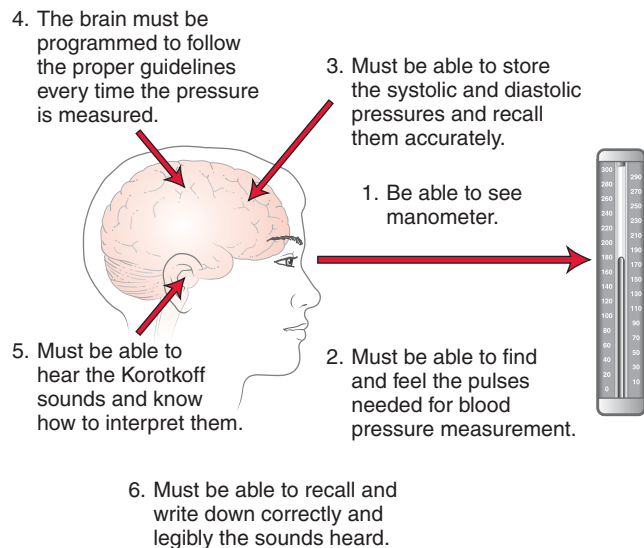 4. The brain must be
programmed to follow
the proper guidelines
every time the pressure
is measured.
3. Must be able to store
the systolic and diastolic
pressures and recall
them accurately.
1. Be able to see
manometer.
300
280
260
240
220
200
180
160
140
120
100
80
60
40
20
0
290
270
250
230
210
190
170
150
130
110
90
70
50
30
10
5. Must be able to
hear the Korotkoff
sounds and know
how to interpret them.
2. Must be able to find
and feel the pulses
needed for blood
pressure measurement.
6. Must be able to recall and
write down correctly and
legibly the sounds heard.